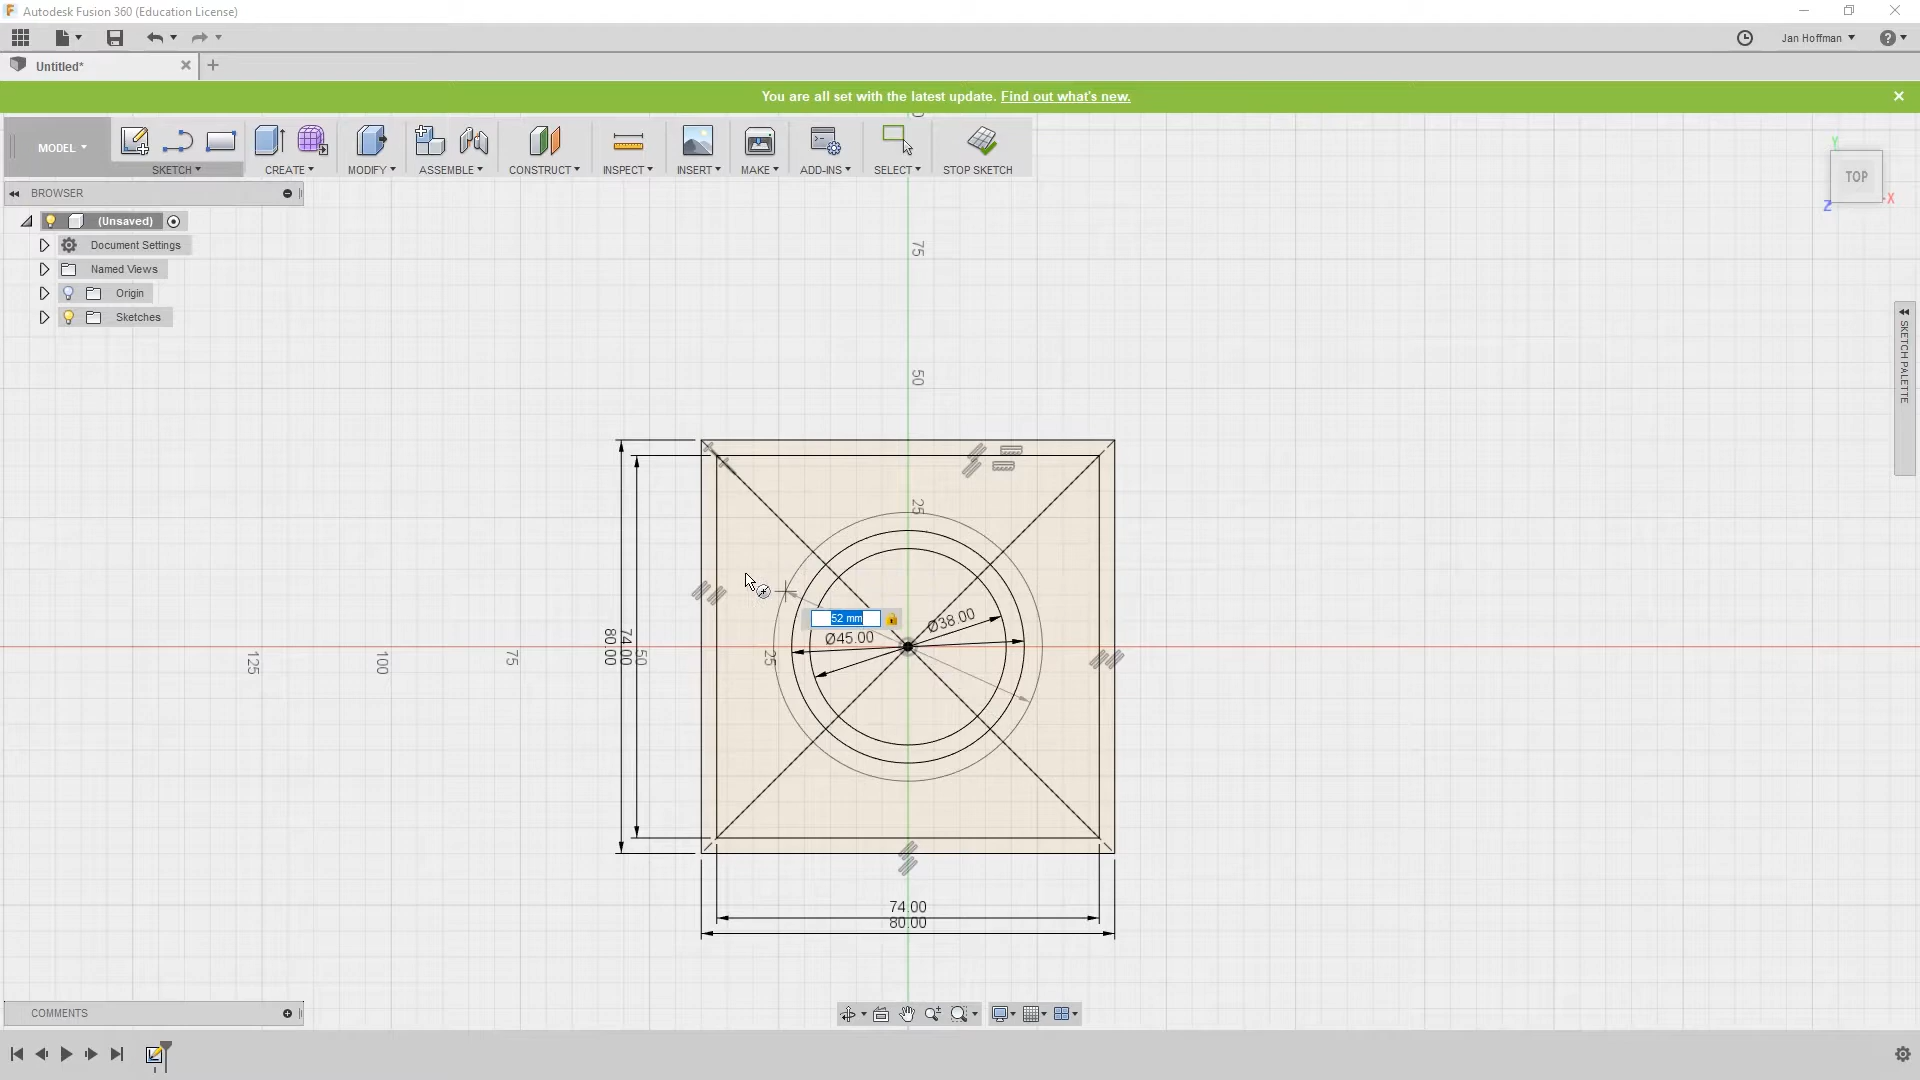 Autodesk Fusion 360 (Education License)
Jan Hoffman
Untitled*
You are all set with the latest update. Find out what's new.
MODEL
SKETCH
CREATE
MODIFY
ASSEMBLE
CONSTRUCT
INSPECT
INSERT
MAKE
ADD-INS
SELECT
STOP SKETCH
TOP
Y
X
Z
BROWSER
(Unsaved)
Document Settings
Named Views
Origin
Sketches
SKETCH PALETTE
75
50
25
52 mm
Ø38.00
Ø45.00
80.00
74.00
125
100
75
50
25
74.00
80.00
COMMENTS